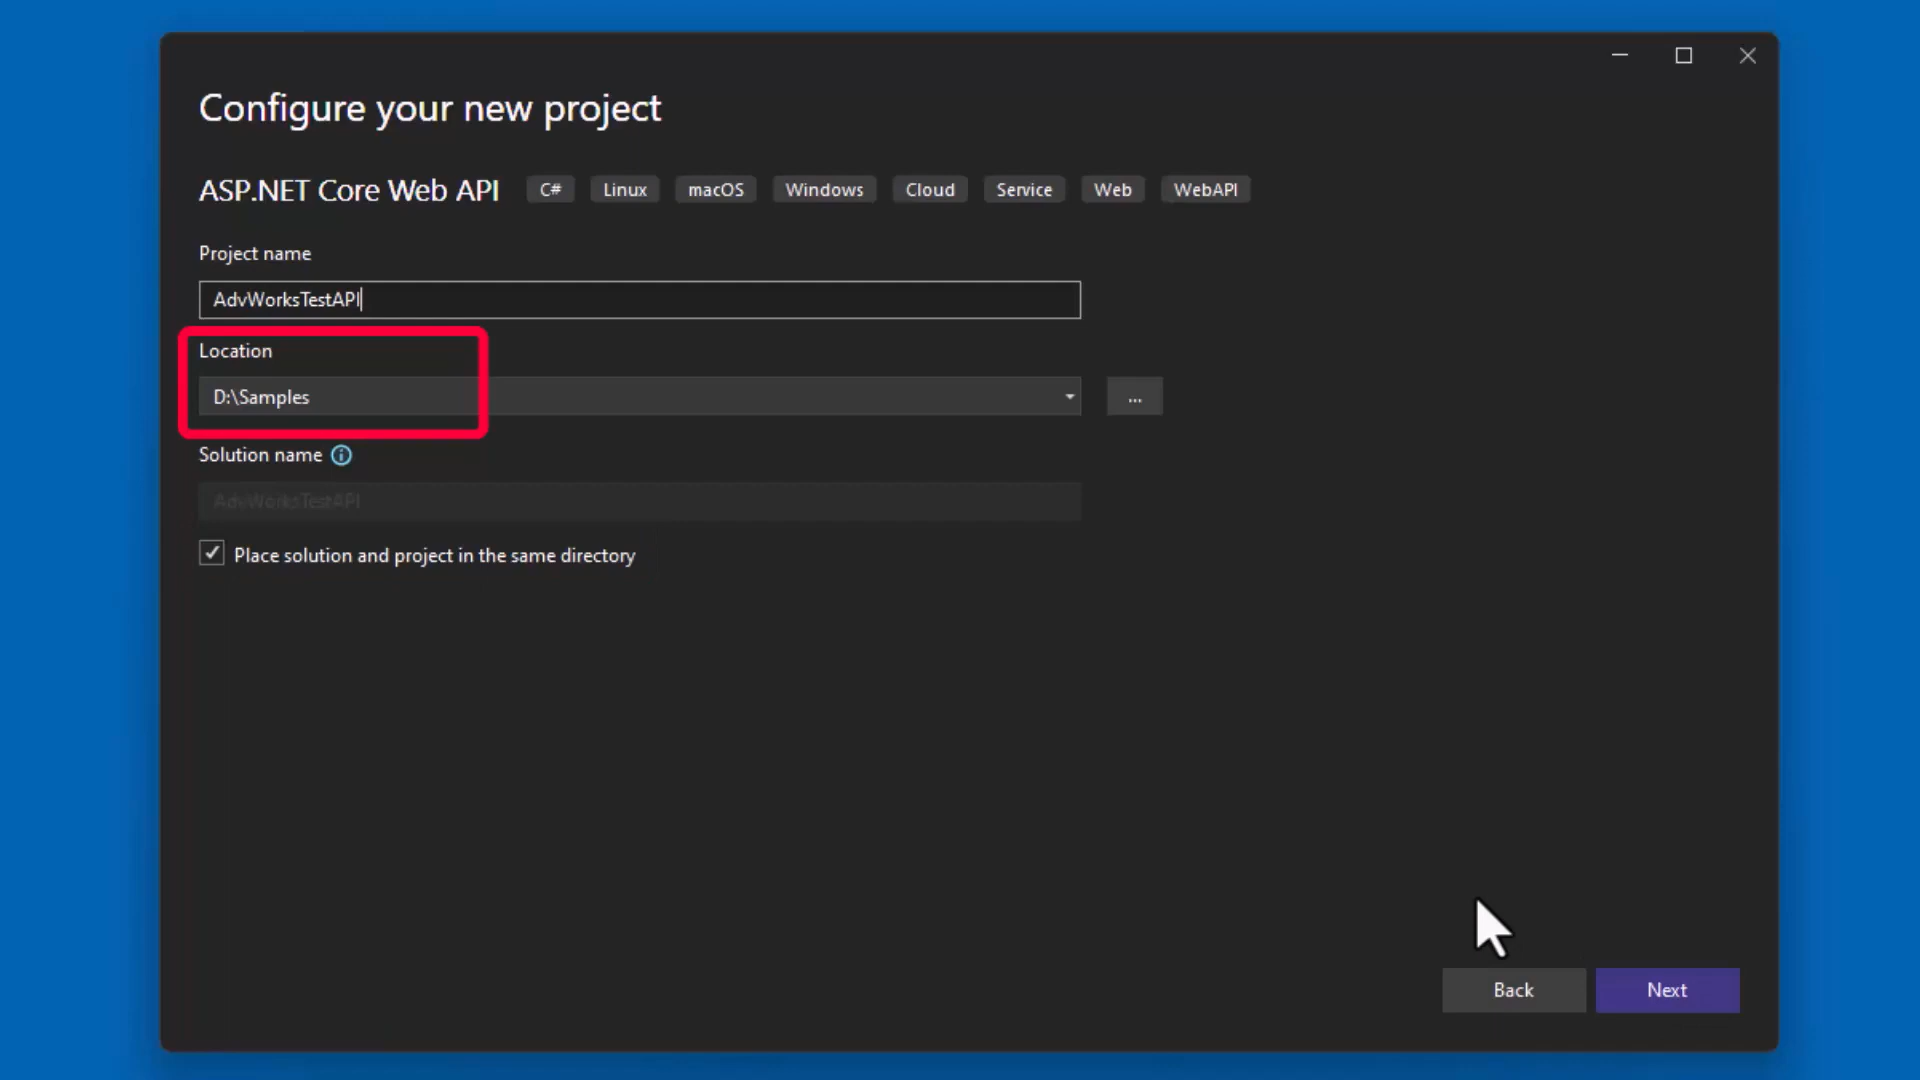 Configure your new project
ASP.NET Core Web API C# Linux macOS Windows Cloud Service Web WebAPI
Project name
AdvWorksTestAPI
Location
D:\Samples
...
Solution name
AdvWorksTestAPI
Place solution and project in the same directory
Back Next